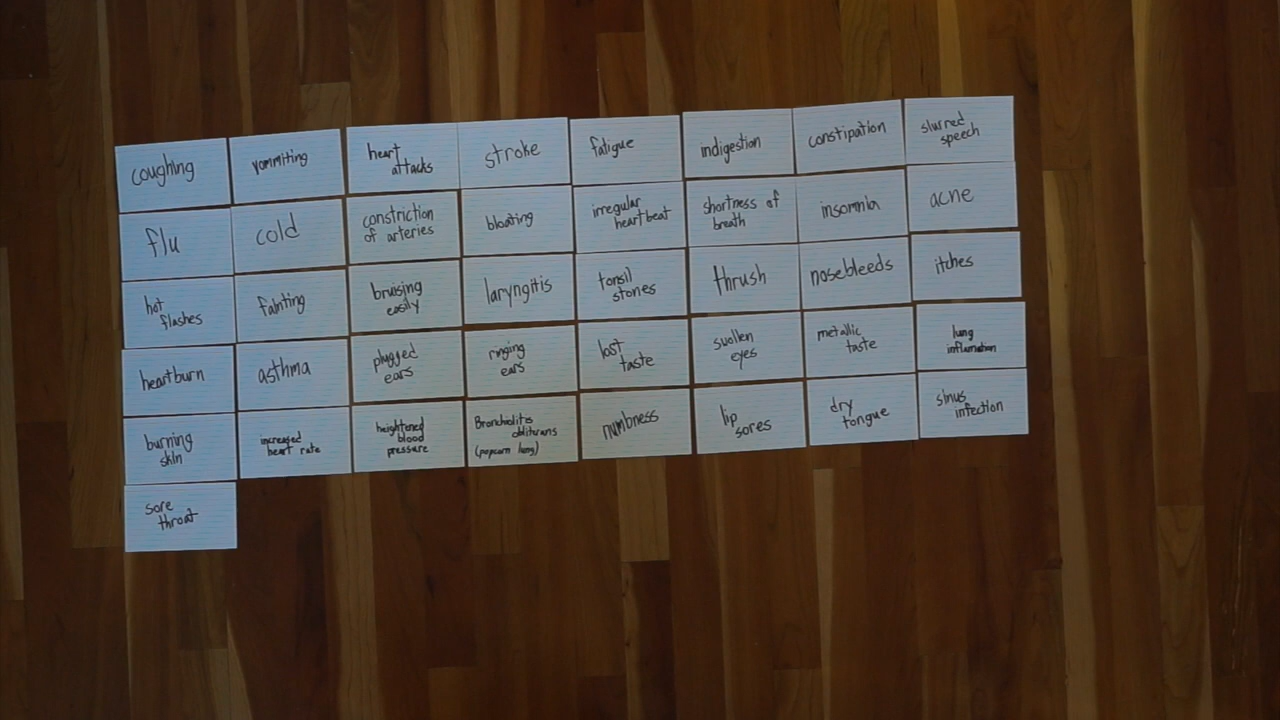 coughing
vommiting
heart
attacks
stroke
fatigue
indigestion
constipation
slurred
speech
flu
cold
constriction
of arteries
bloating
irregular
heartbeat
shortness of
breath
insomnia
acne
hot
flashes
fainting
bruising
easily
laryngitis
tonsil
stones
thrush
nosebleeds
itches
heartburn
asthma
plugged
ears
ringing
ears
lost
taste
swollen
eyes
metallic
taste
lung
inflamation
burning
skin
increased
heart rate
heightened
blood
pressure
Bronchiolitis
obliterans
(popcorn lung)
numbness
lip
sores
dry
tongue
sinus
infection
sore
throat